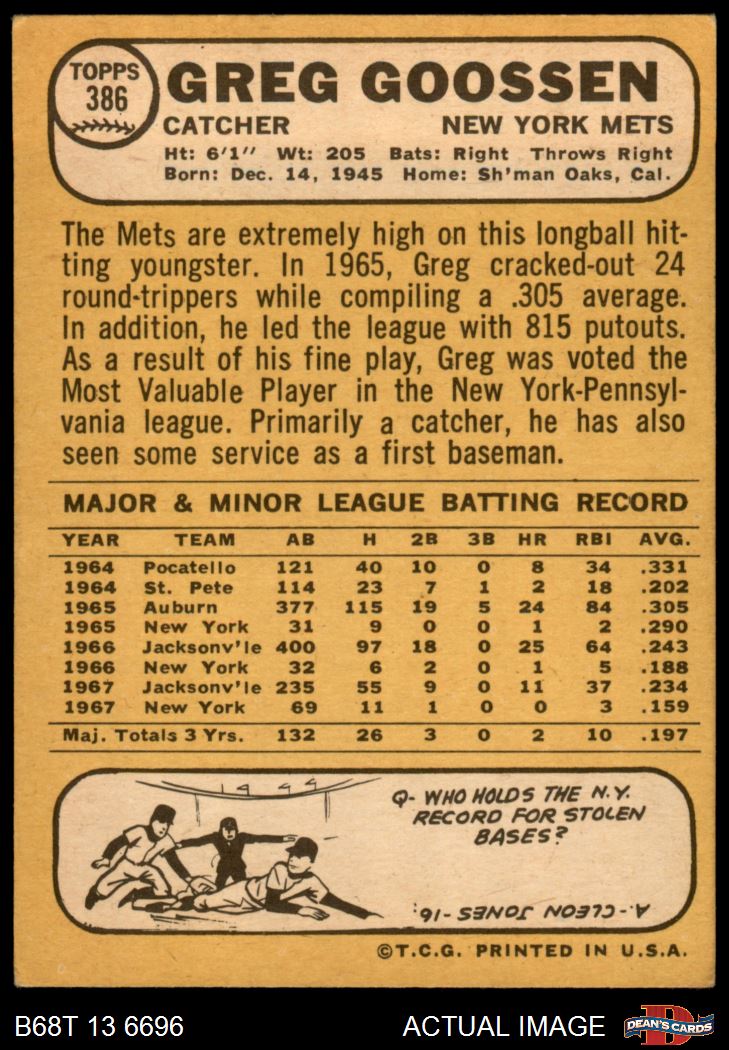 TOPPS
386
GREG GOOSSEN
CATCHER NEW YORK METS
Ht: 6'1" Wt: 205 Bats: Right Throws Right
Born: Dec. 14, 1945 Home: Sh'man Oaks, Cal.
The Mets are extremely high on this longball hit-
ting youngster. In 1965, Greg cracked-out 24
round-trippers while compiling a .305 average.
In addition, he led the league with 815 putouts.
As a result of his fine play, Greg was voted the
Most Valuable Player in the New York-Pennsyl-
vania league. Primarily a catcher, he has also
seen some service as a first baseman.
MAJOR & MINOR LEAGUE BATTING RECORD
YEAR TEAM AB H 2B 3B HR RBI AVG.
1964 Pocatello 121 40 10 0 8 34 .331
1964 St. Pete 114 23 7 1 2 18 .202
1965 Auburn 377 115 19 5 24 84 .305
1965 New York 31 9 0 0 1 2 .290
1966 Jacksonv'le 400 97 18 0 25 64 .243
1966 New York 32 6 2 0 1 5 .188
1967 Jacksonv'le 235 55 9 0 11 37 .234
1967 New York 69 11 1 0 0 3 .159
Maj. Totals 3 Yrs. 132 26 3 0 2 10 .197
Q- WHO HOLDS THE N.Y.
RECORD FOR STOLEN
BASES?
A- CLEON JONES -16.
©T.C.G. PRINTED IN U.S.A.
B68T 13 6696 ACTUAL IMAGE
D
DEAN'S CARDS